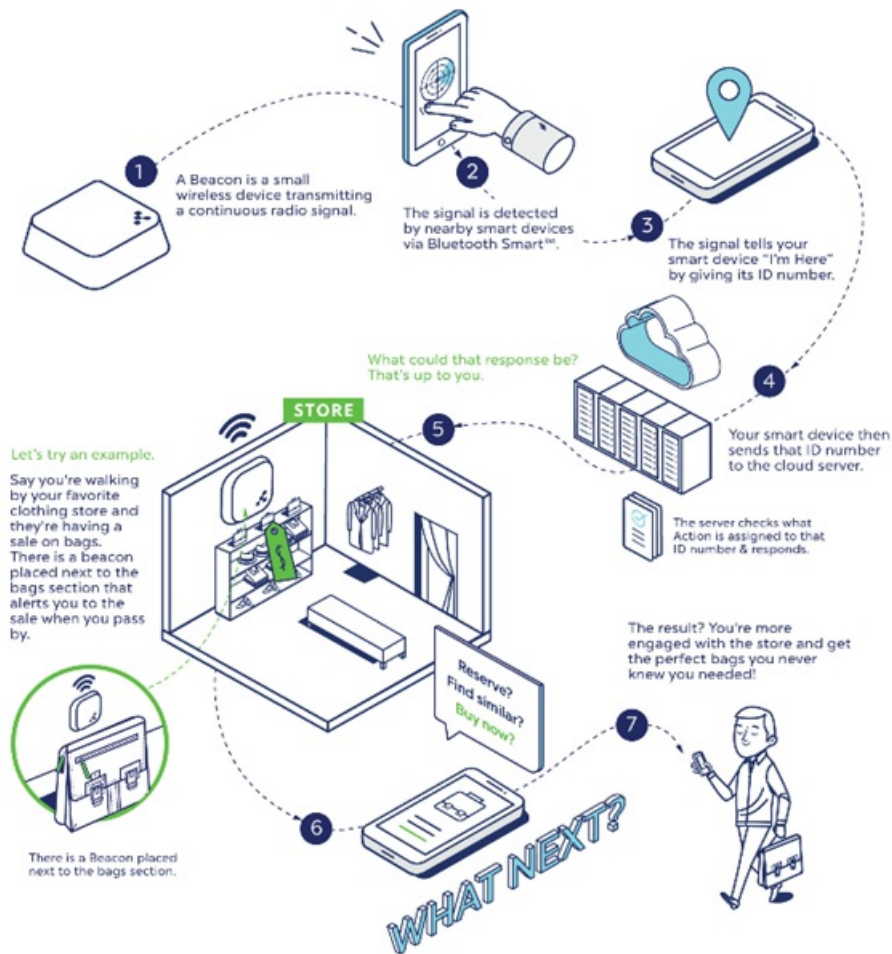 1
A Beacon is a small
wireless device transmitting
a continuous radio signal.
2
The signal is detected
by nearby smart devices
via Bluetooth Smart℠.
3
The signal tells your
smart device "I'm Here"
by giving its ID number.
4
Your smart device then
sends that ID number
to the cloud server.
The server checks what
Action is assigned to that
ID number & responds.
What could that response be?
That's up to you.
5
STORE
Let's try an example.
Say you're walking
by your favorite
clothing store and
they're having a
sale on bags.
There is a beacon
placed next to the
bags section that
alerts you to the
sale when you pass
by.
$
There is a Beacon placed
next to the bags section.
6
Reserve?
Find similar?
Buy now?
WHAT NEXT?
7
The result? You're more
engaged with the store and get
the perfect bags you never
knew you needed!